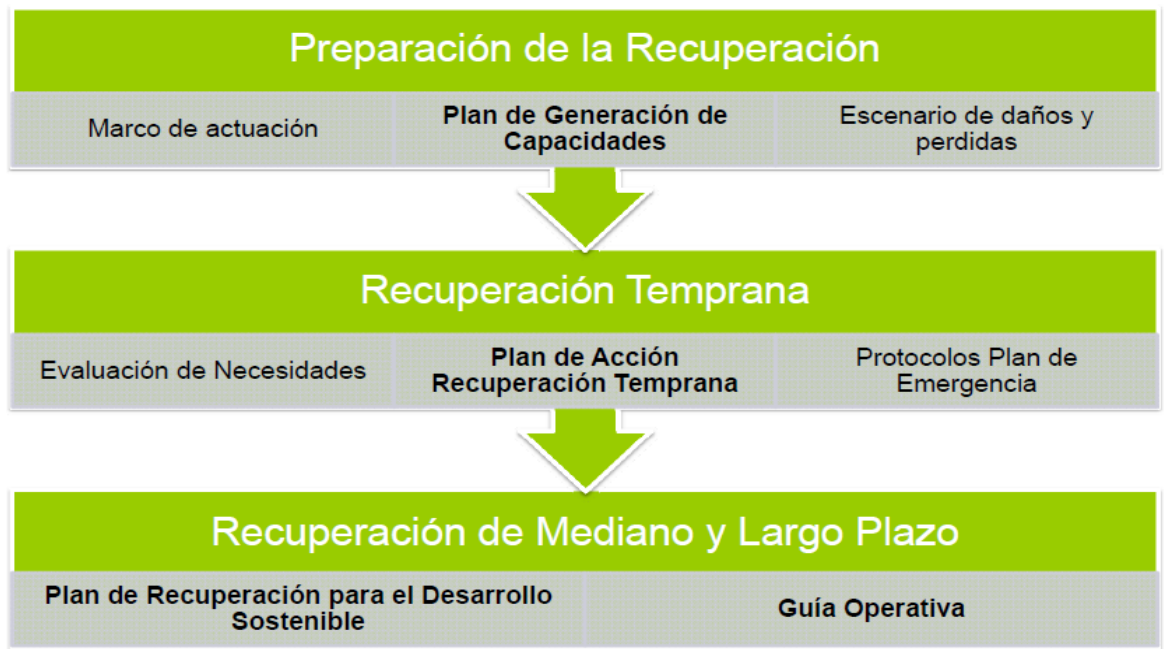 Preparación de la Recuperación
Marco de actuación
Plan de Generación de
Capacidades
Escenario de daños y
perdidas
Recuperación Temprana
Evaluación de Necesidades
Plan de Acción
Recuperación Temprana
Protocolos Plan de
Emergencia
Recuperación de Mediano y Largo Plazo
Plan de Recuperación para el Desarrollo
Sostenible
Guía Operativa